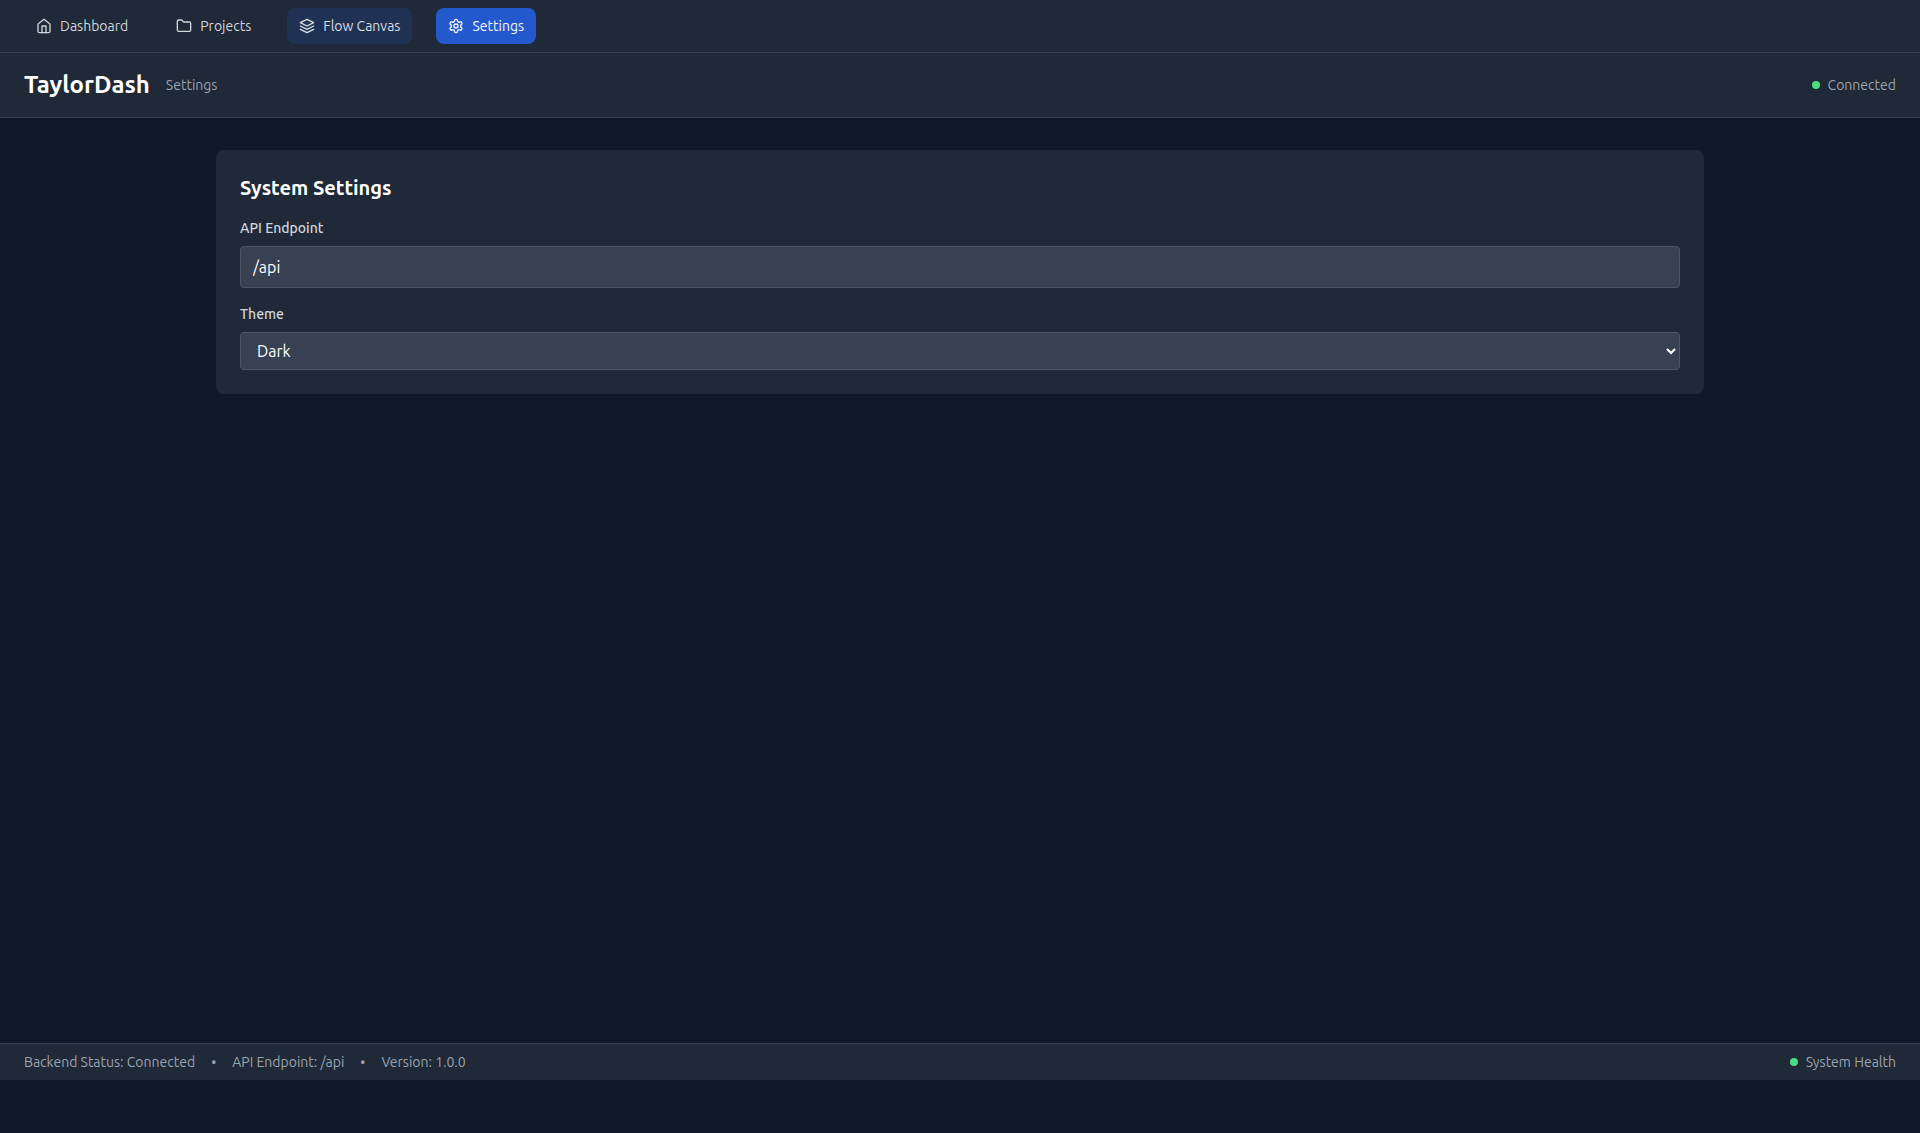 Dashboard Projects Flow Canvas Settings
TaylorDash Settings Connected
System Settings
API Endpoint
/api
Theme
Dark
Backend Status: Connected • API Endpoint: /api • Version: 1.0.0 System Health